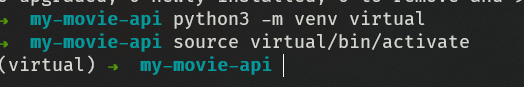 ➜ my-movie-api python3 -m venv virtual
➜ my-movie-api source virtual/bin/activate
(virtual) ➜ my-movie-api